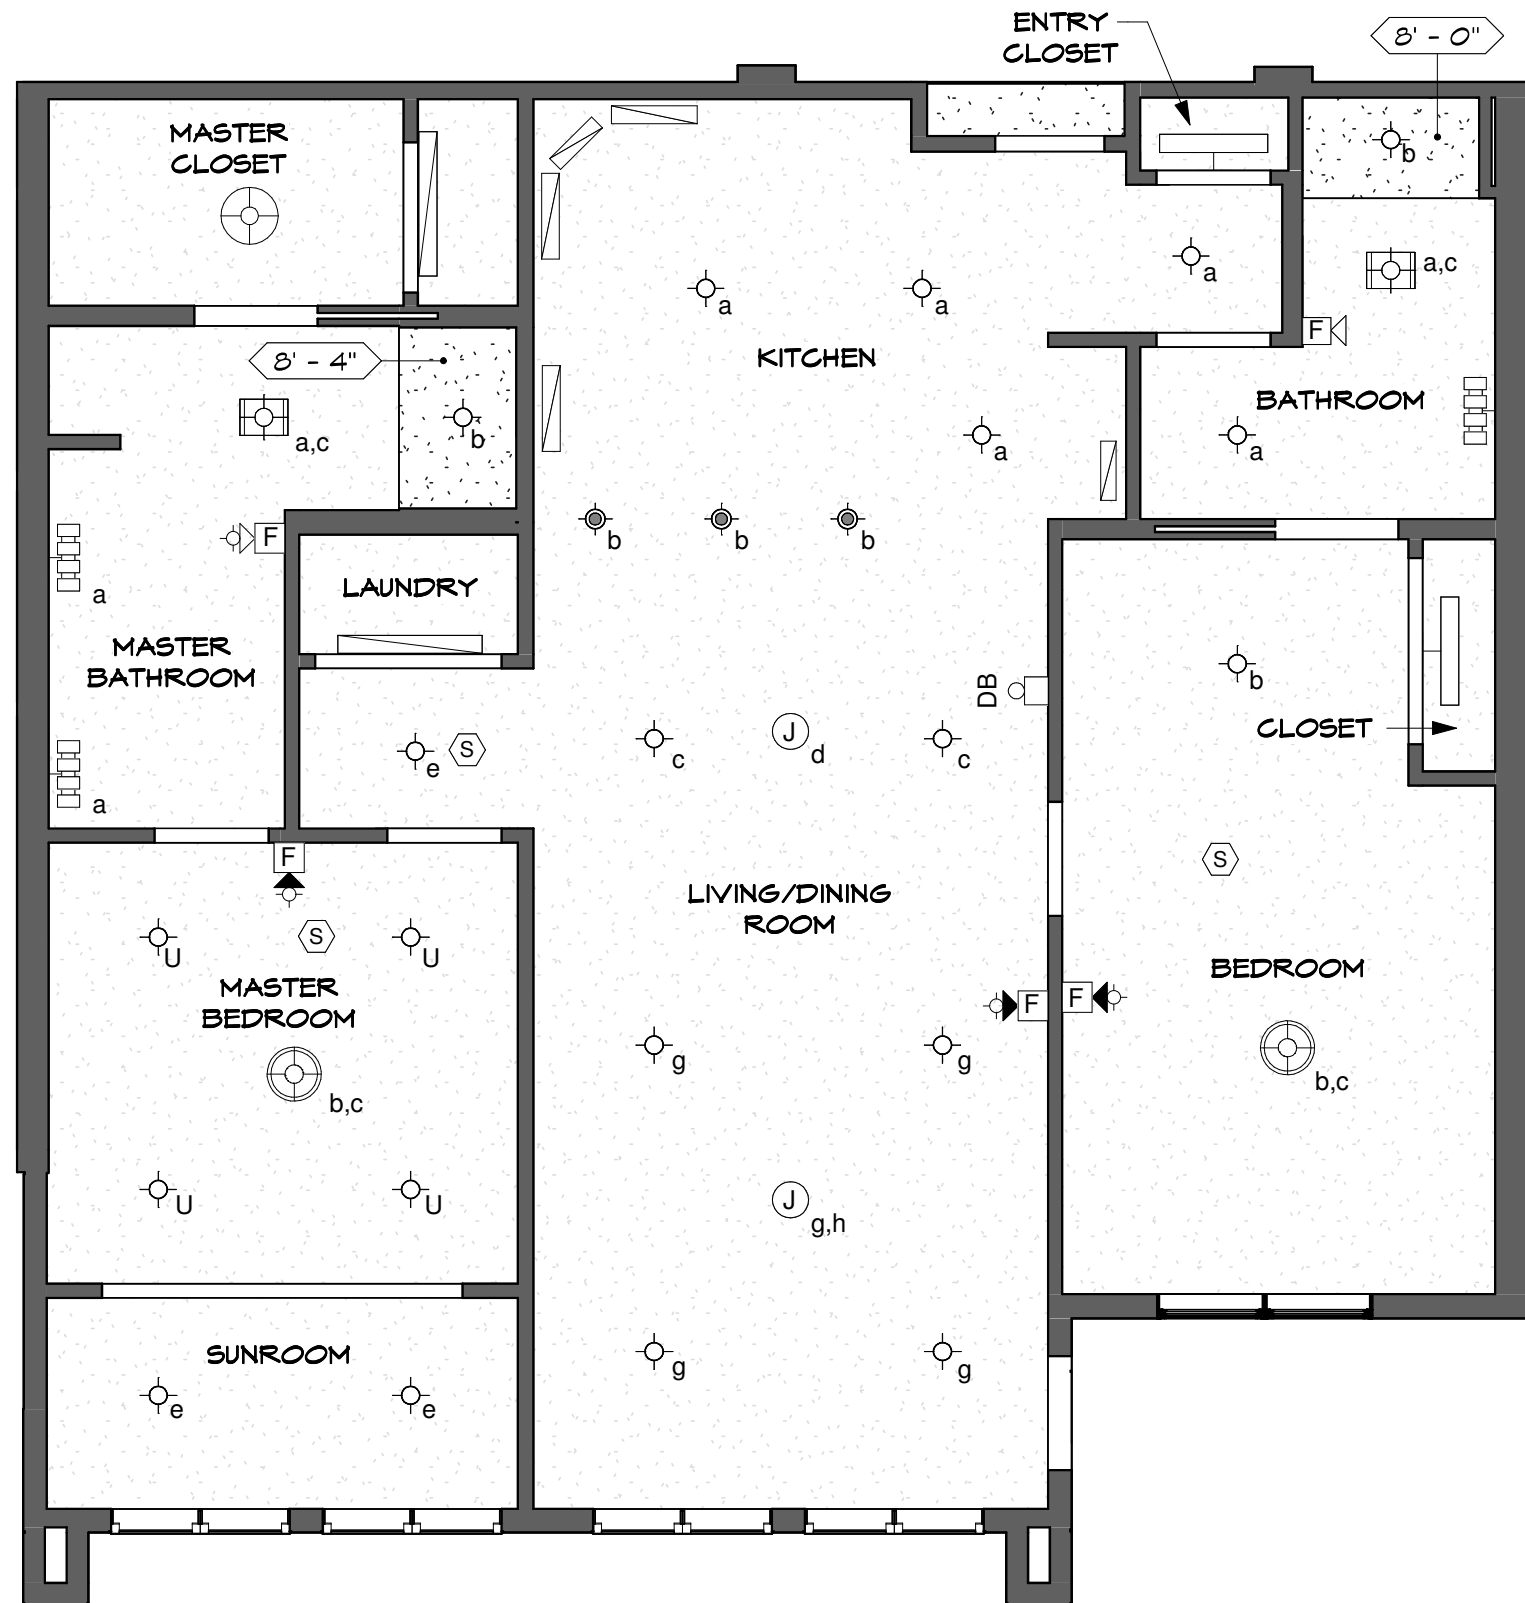 ENTRY
CLOSET
8' - 0"
MASTER
CLOSET
b
a
a,c
a
a
F
KITCHEN
8' - 4"
BATHROOM
a,c
b
a
a
F
b
b
b
LAUNDRY
a
MASTER
BATHROOM
b
DB
CLOSET
J
d
c
c
S
e
a
F
S
LIVING/DINING
ROOM
S
U
U
MASTER
BEDROOM
BEDROOM
F
F
g
g
b,c
b,c
U
U
J
g,h
SUNROOM
g
g
e
e